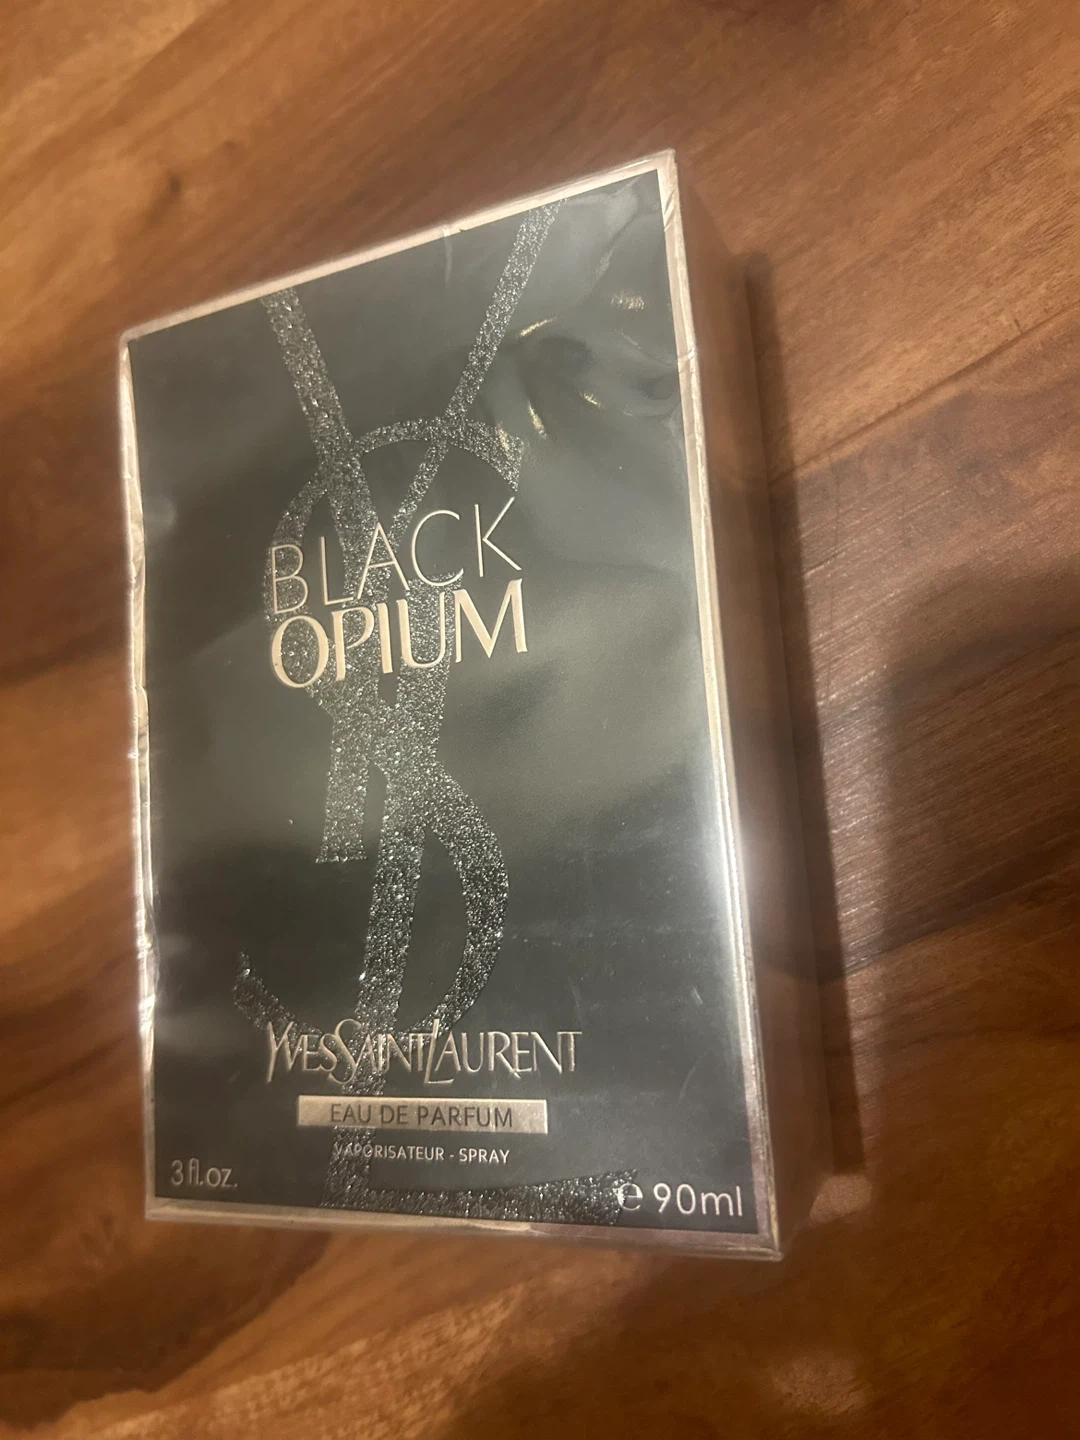 BLACK
OPIUM
YVESSAINTLAURENT
EAU DE PARFUM
VAPORISATEUR - SPRAY
3 fl.oz.
℮ 90ml